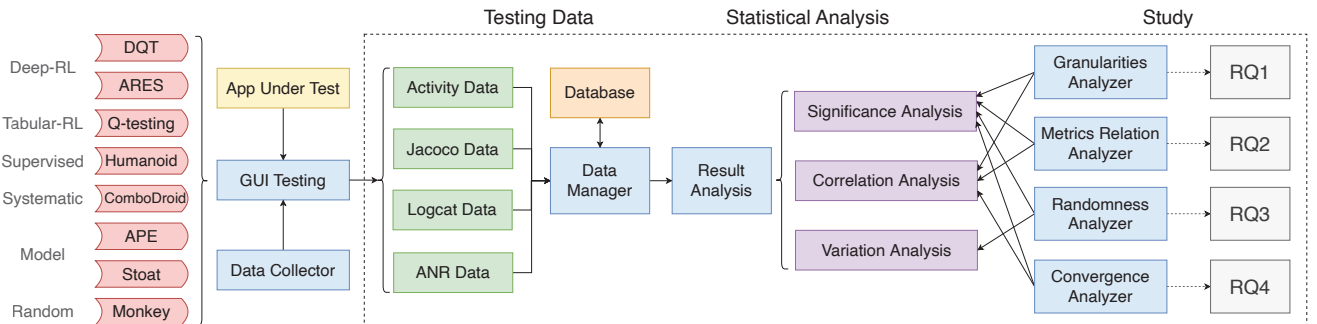 Testing Data
Statistical Analysis
Study
Deep-RL
DQT
ARES
Tabular-RL
Q-testing
Supervised
Humanoid
Systematic
ComboDroid
Model
APE
Stoat
Random
Monkey
App Under Test
GUI Testing
Data Collector
Activity Data
Jacoco Data
Logcat Data
ANR Data
Database
Data
Manager
Result
Analysis
Significance Analysis
Correlation Analysis
Variation Analysis
Granularities
Analyzer
RQ1
Metrics Relation
Analyzer
RQ2
Randomness
Analyzer
RQ3
Convergence
Analyzer
RQ4